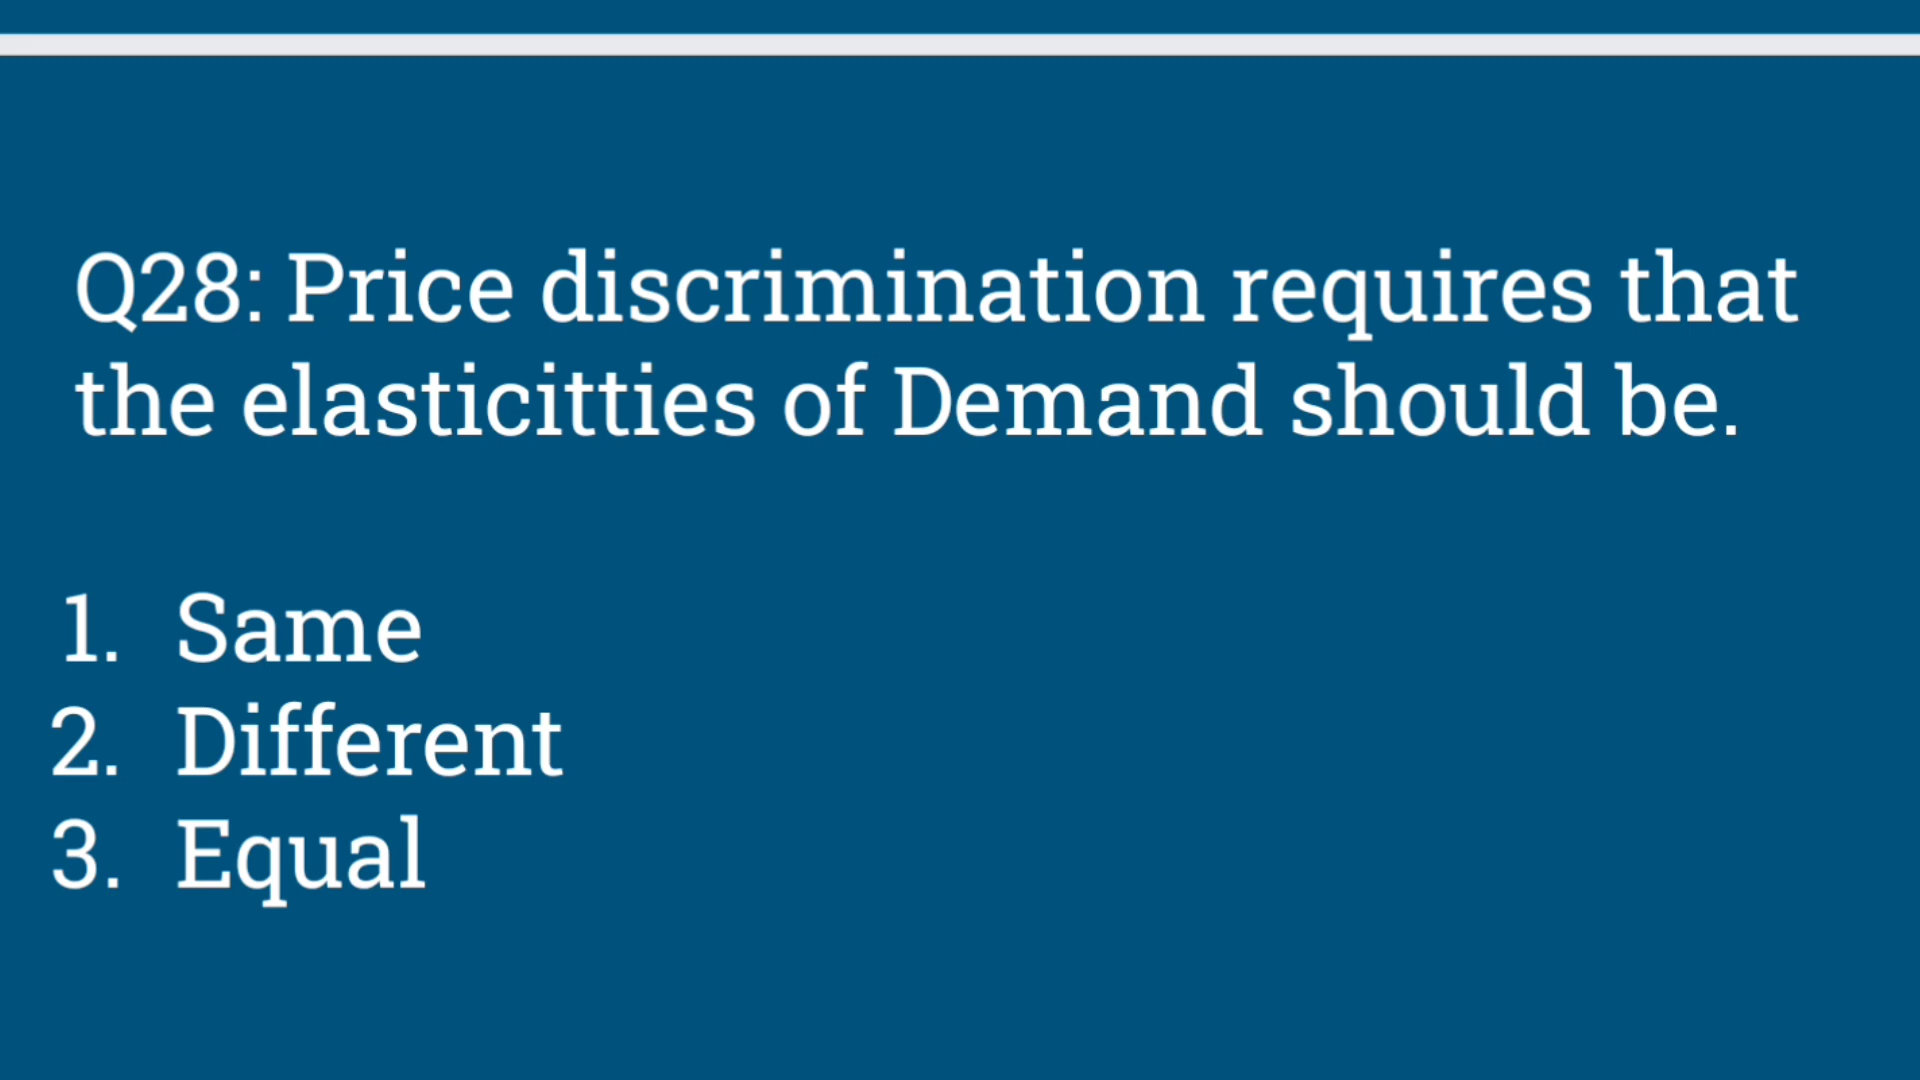 Q28: Price discrimination requires that
the elasticitties of Demand should be.
1. Same
2. Different
3. Equal